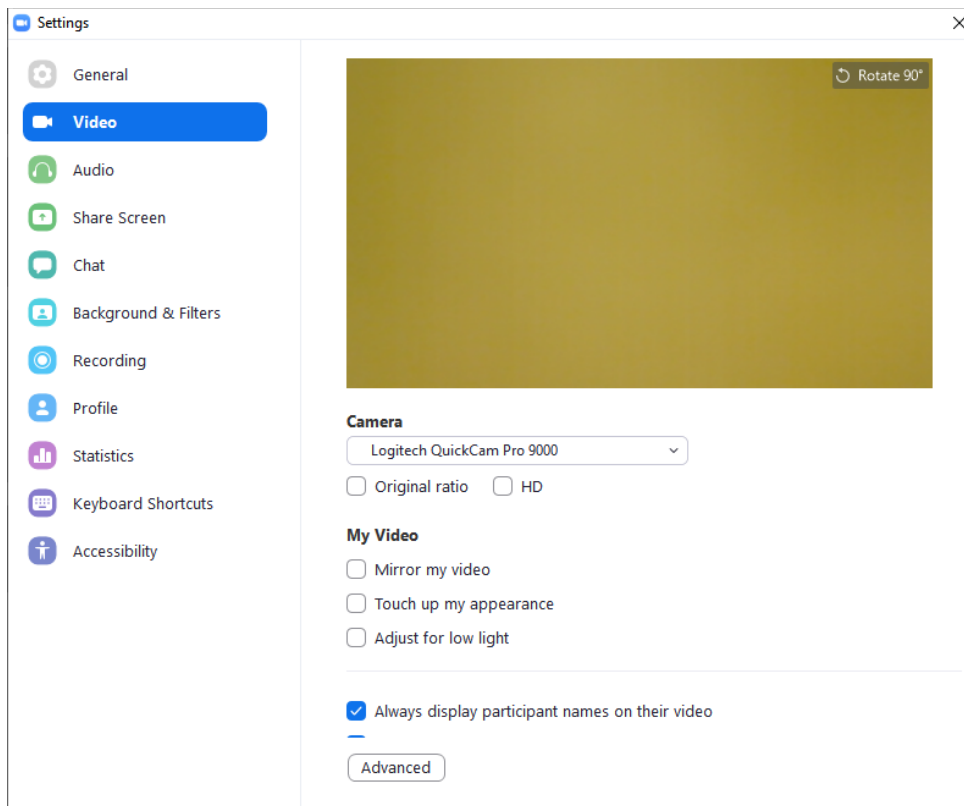 Settings
General
Video
Audio
Share Screen
Chat
Background & Filters
Recording
Profile
Statistics
Keyboard Shortcuts
Accessibility
Rotate 90°
Camera
Logitech QuickCam Pro 9000
Original ratio HD
My Video
Mirror my video
Touch up my appearance
Adjust for low light
Always display participant names on their video
Advanced